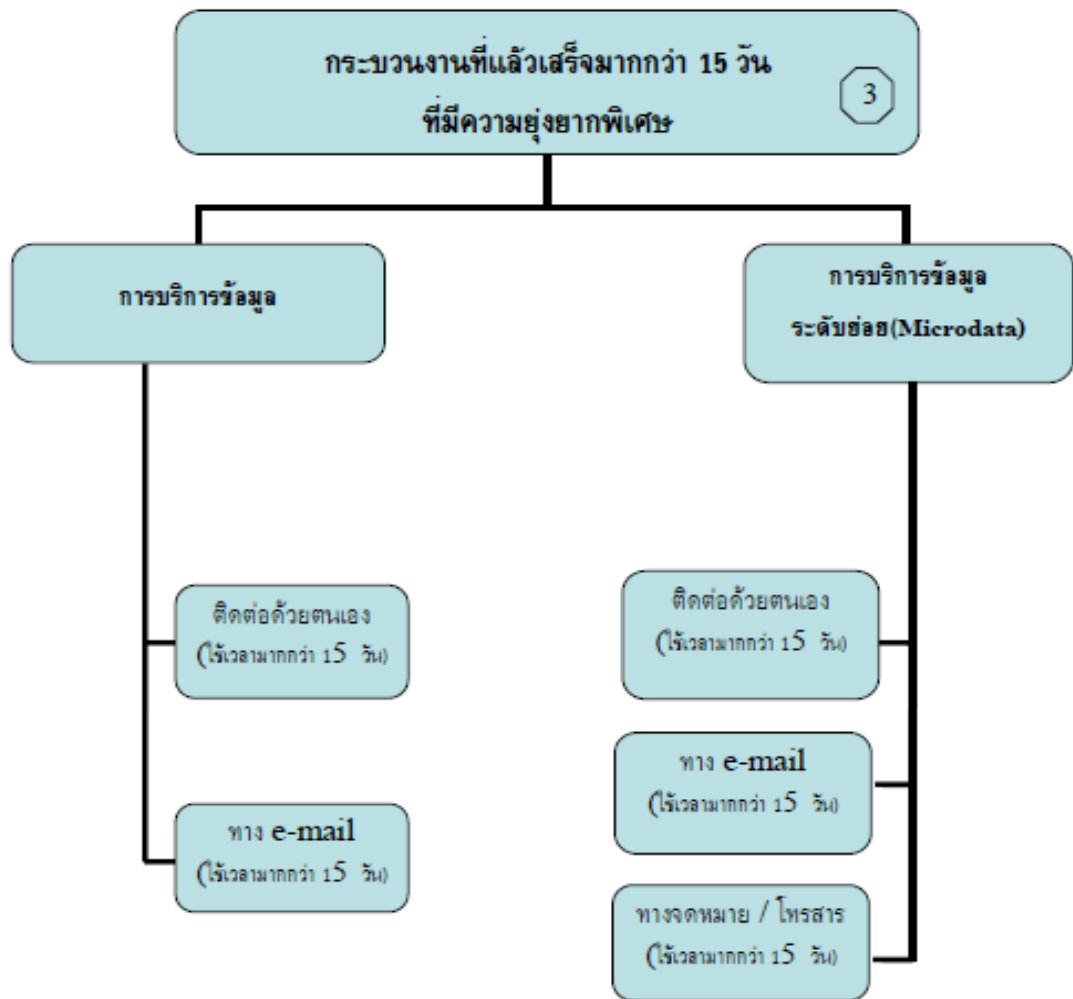 กระบวนงานที่แล้วเสร็จมากกว่า 15 วัน
ที่มีความยุ่งยากพิเศษ
3
การบริการข้อมูล
การบริการข้อมูล
ระดับย่อย(Microdata)
ติดต่อด้วยตนเอง
(ใช้เวลามากกว่า 15 วัน)
ทาง e-mail
(ใช้เวลามากกว่า 15 วัน)
ติดต่อด้วยตนเอง
(ใช้เวลามากกว่า 15 วัน)
ทาง e-mail
(ใช้เวลามากกว่า 15 วัน)
ทางจดหมาย / โทรสาร
(ใช้เวลามากกว่า 15 วัน)